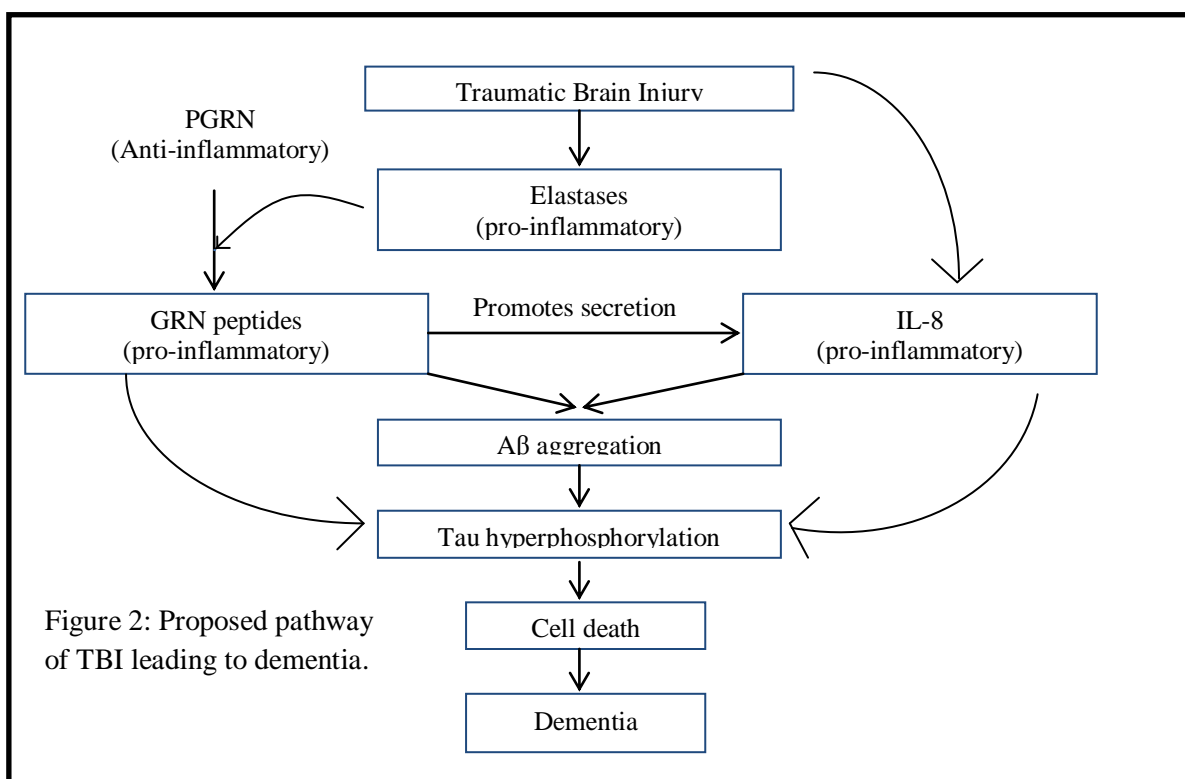 Traumatic Brain Injury
PGRN
(Anti-inflammatory)
Elastases
(pro-inflammatory)
Promotes secretion
GRN peptides
(pro-inflammatory)
IL-8
(pro-inflammatory)
Aβ aggregation
Tau hyperphosphorylation
Figure 2: Proposed pathway
of TBI leading to dementia.
Cell death
Dementia